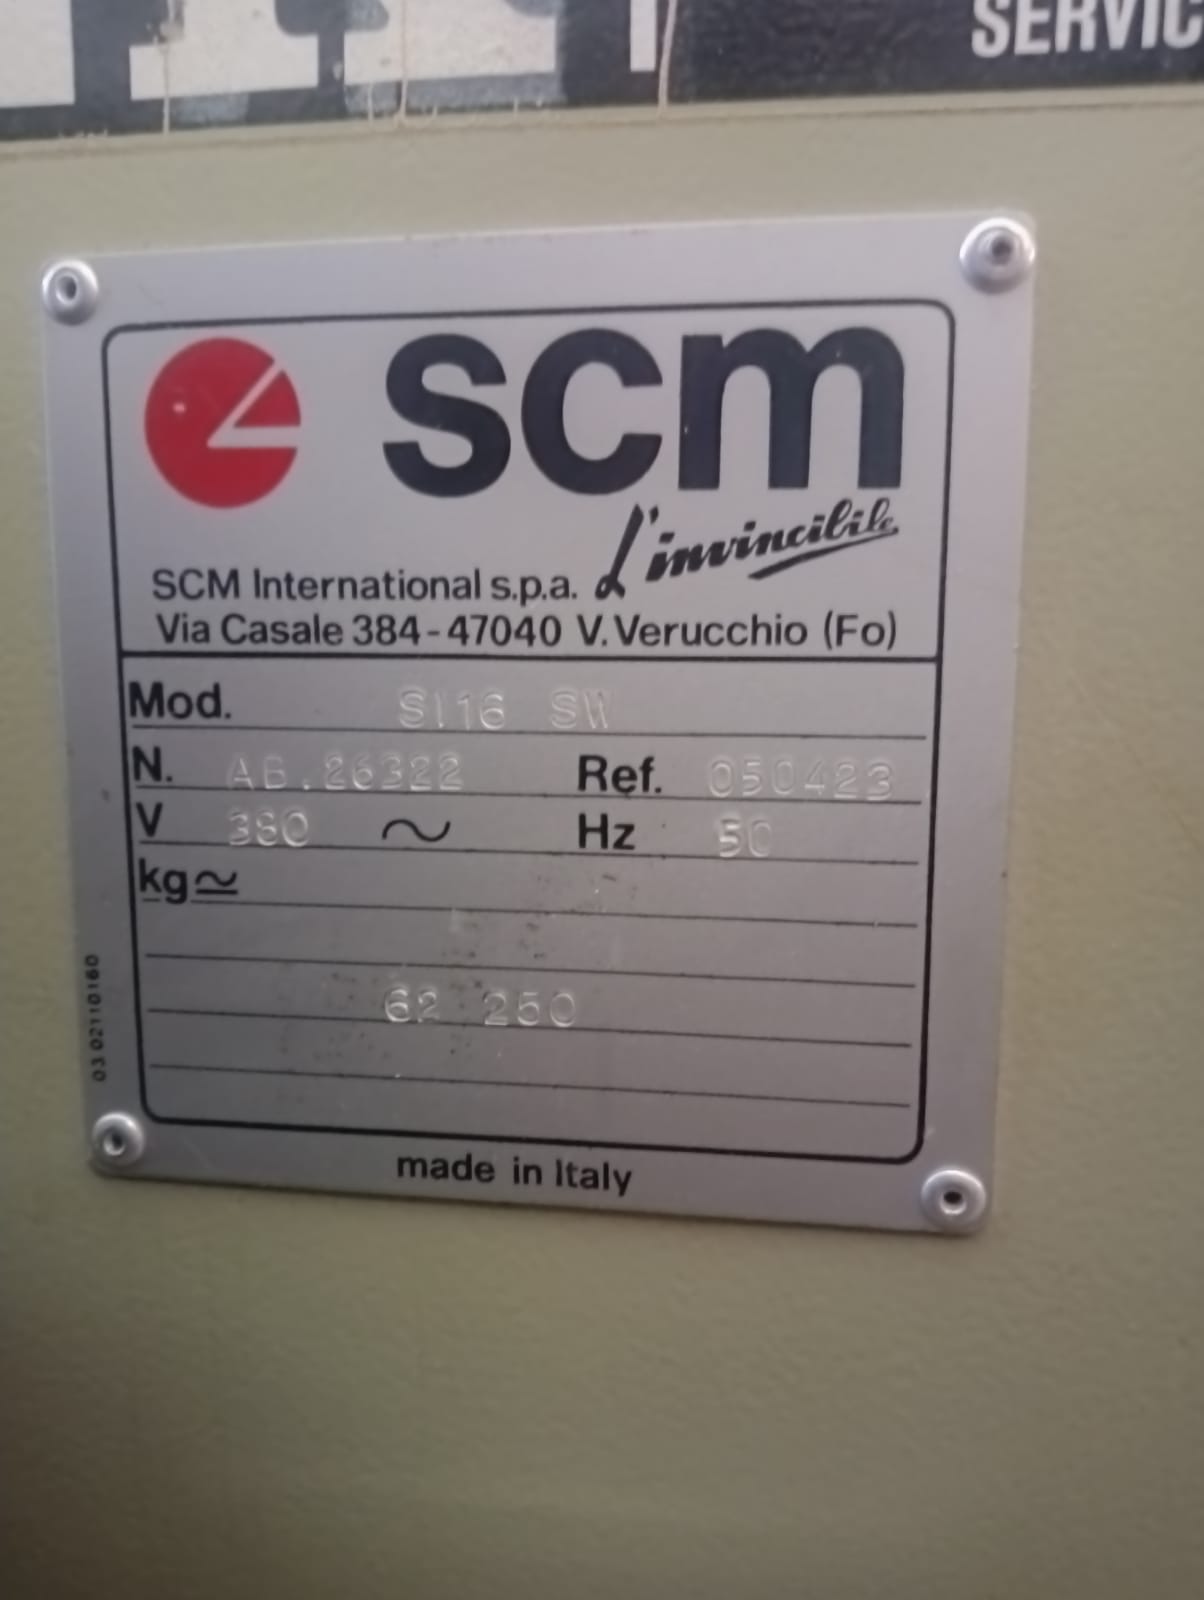 SERVIC
scm
L'invincibile
SCM International s.p.a.
Via Casale 384-47040 V. Verucchio (Fo)
Mod. SI16 SW
N. AB.26322 Ref. 050423
V 380 ~ Hz 50
kg≃
62 250
03 02110160
made in Italy